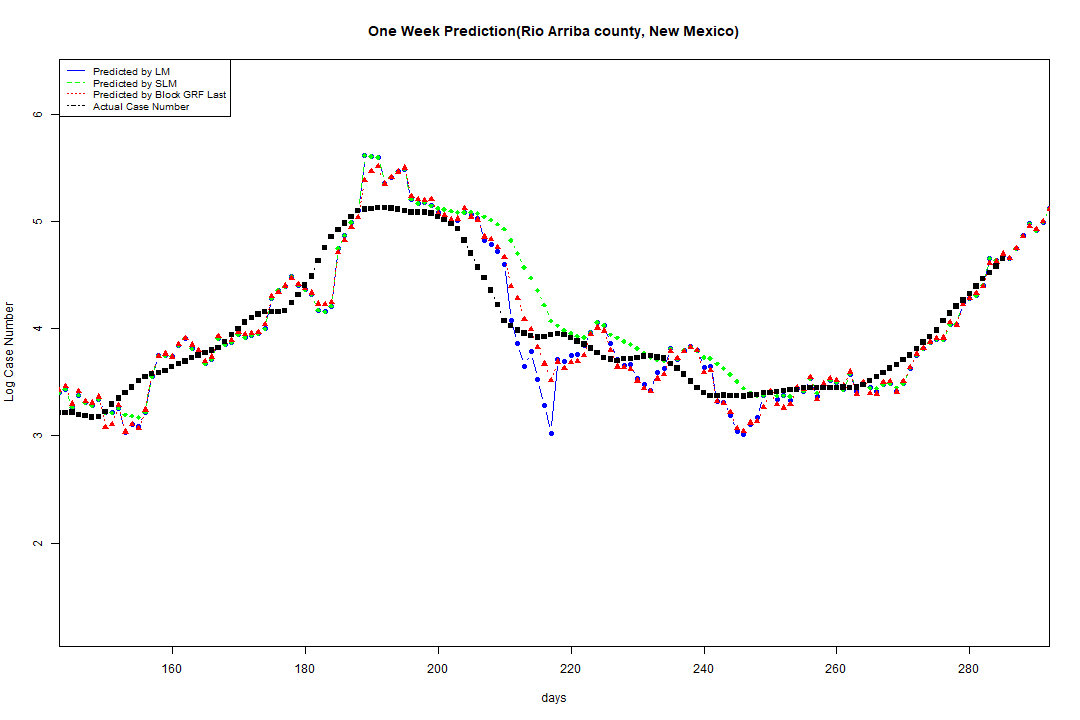 One Week Prediction(Rio Arriba county, New Mexico)
Predicted by LM
Predicted by SLM
Predicted by Block GRF Last
Actual Case Number
Log Case Number
6
5
4
3
2
160 180 200 220 240 260 280
days